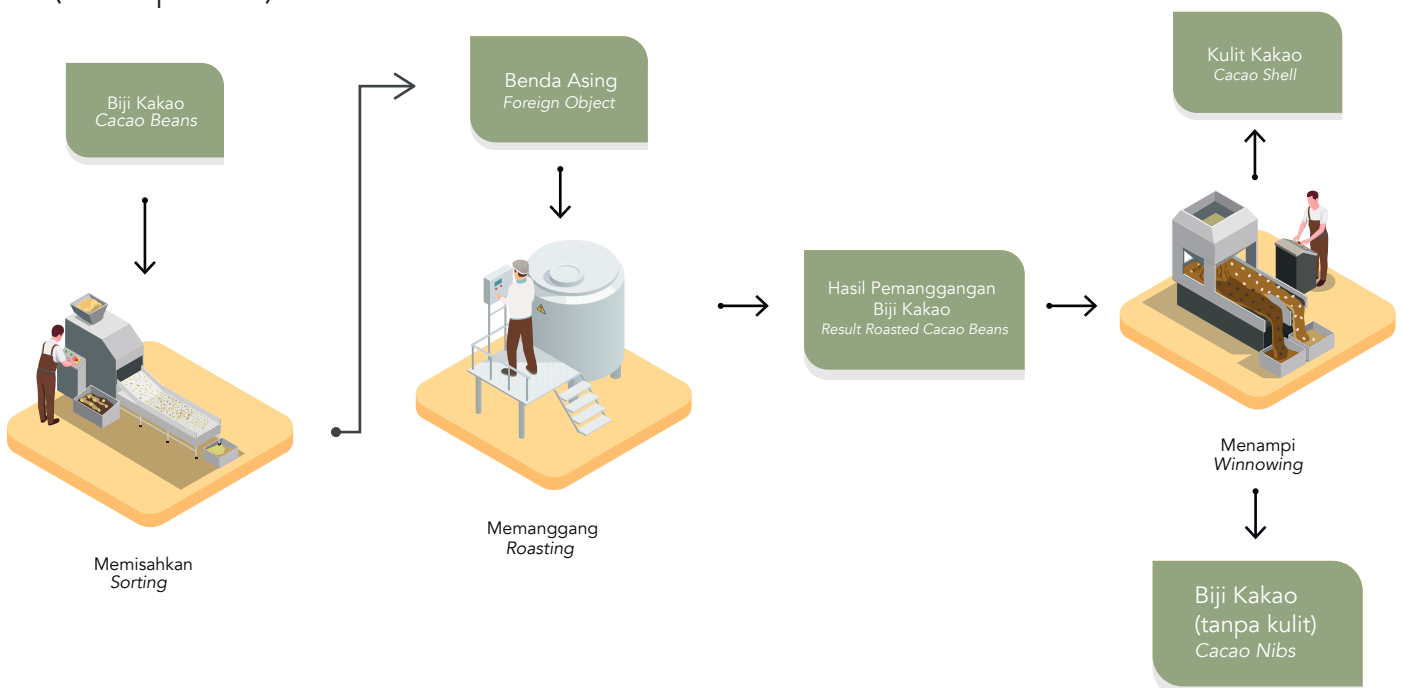 Biji Kakao
Cacao Beans
Memisahkan
Sorting
Benda Asing
Foreign Object
Memanggang
Roasting
Hasil Pemanggangan
Biji Kakao
Result Roasted Cacao Beans
Kulit Kakao
Cacao Shell
Menampi
Winnowing
Biji Kakao
(tanpa kulit)
Cacao Nibs